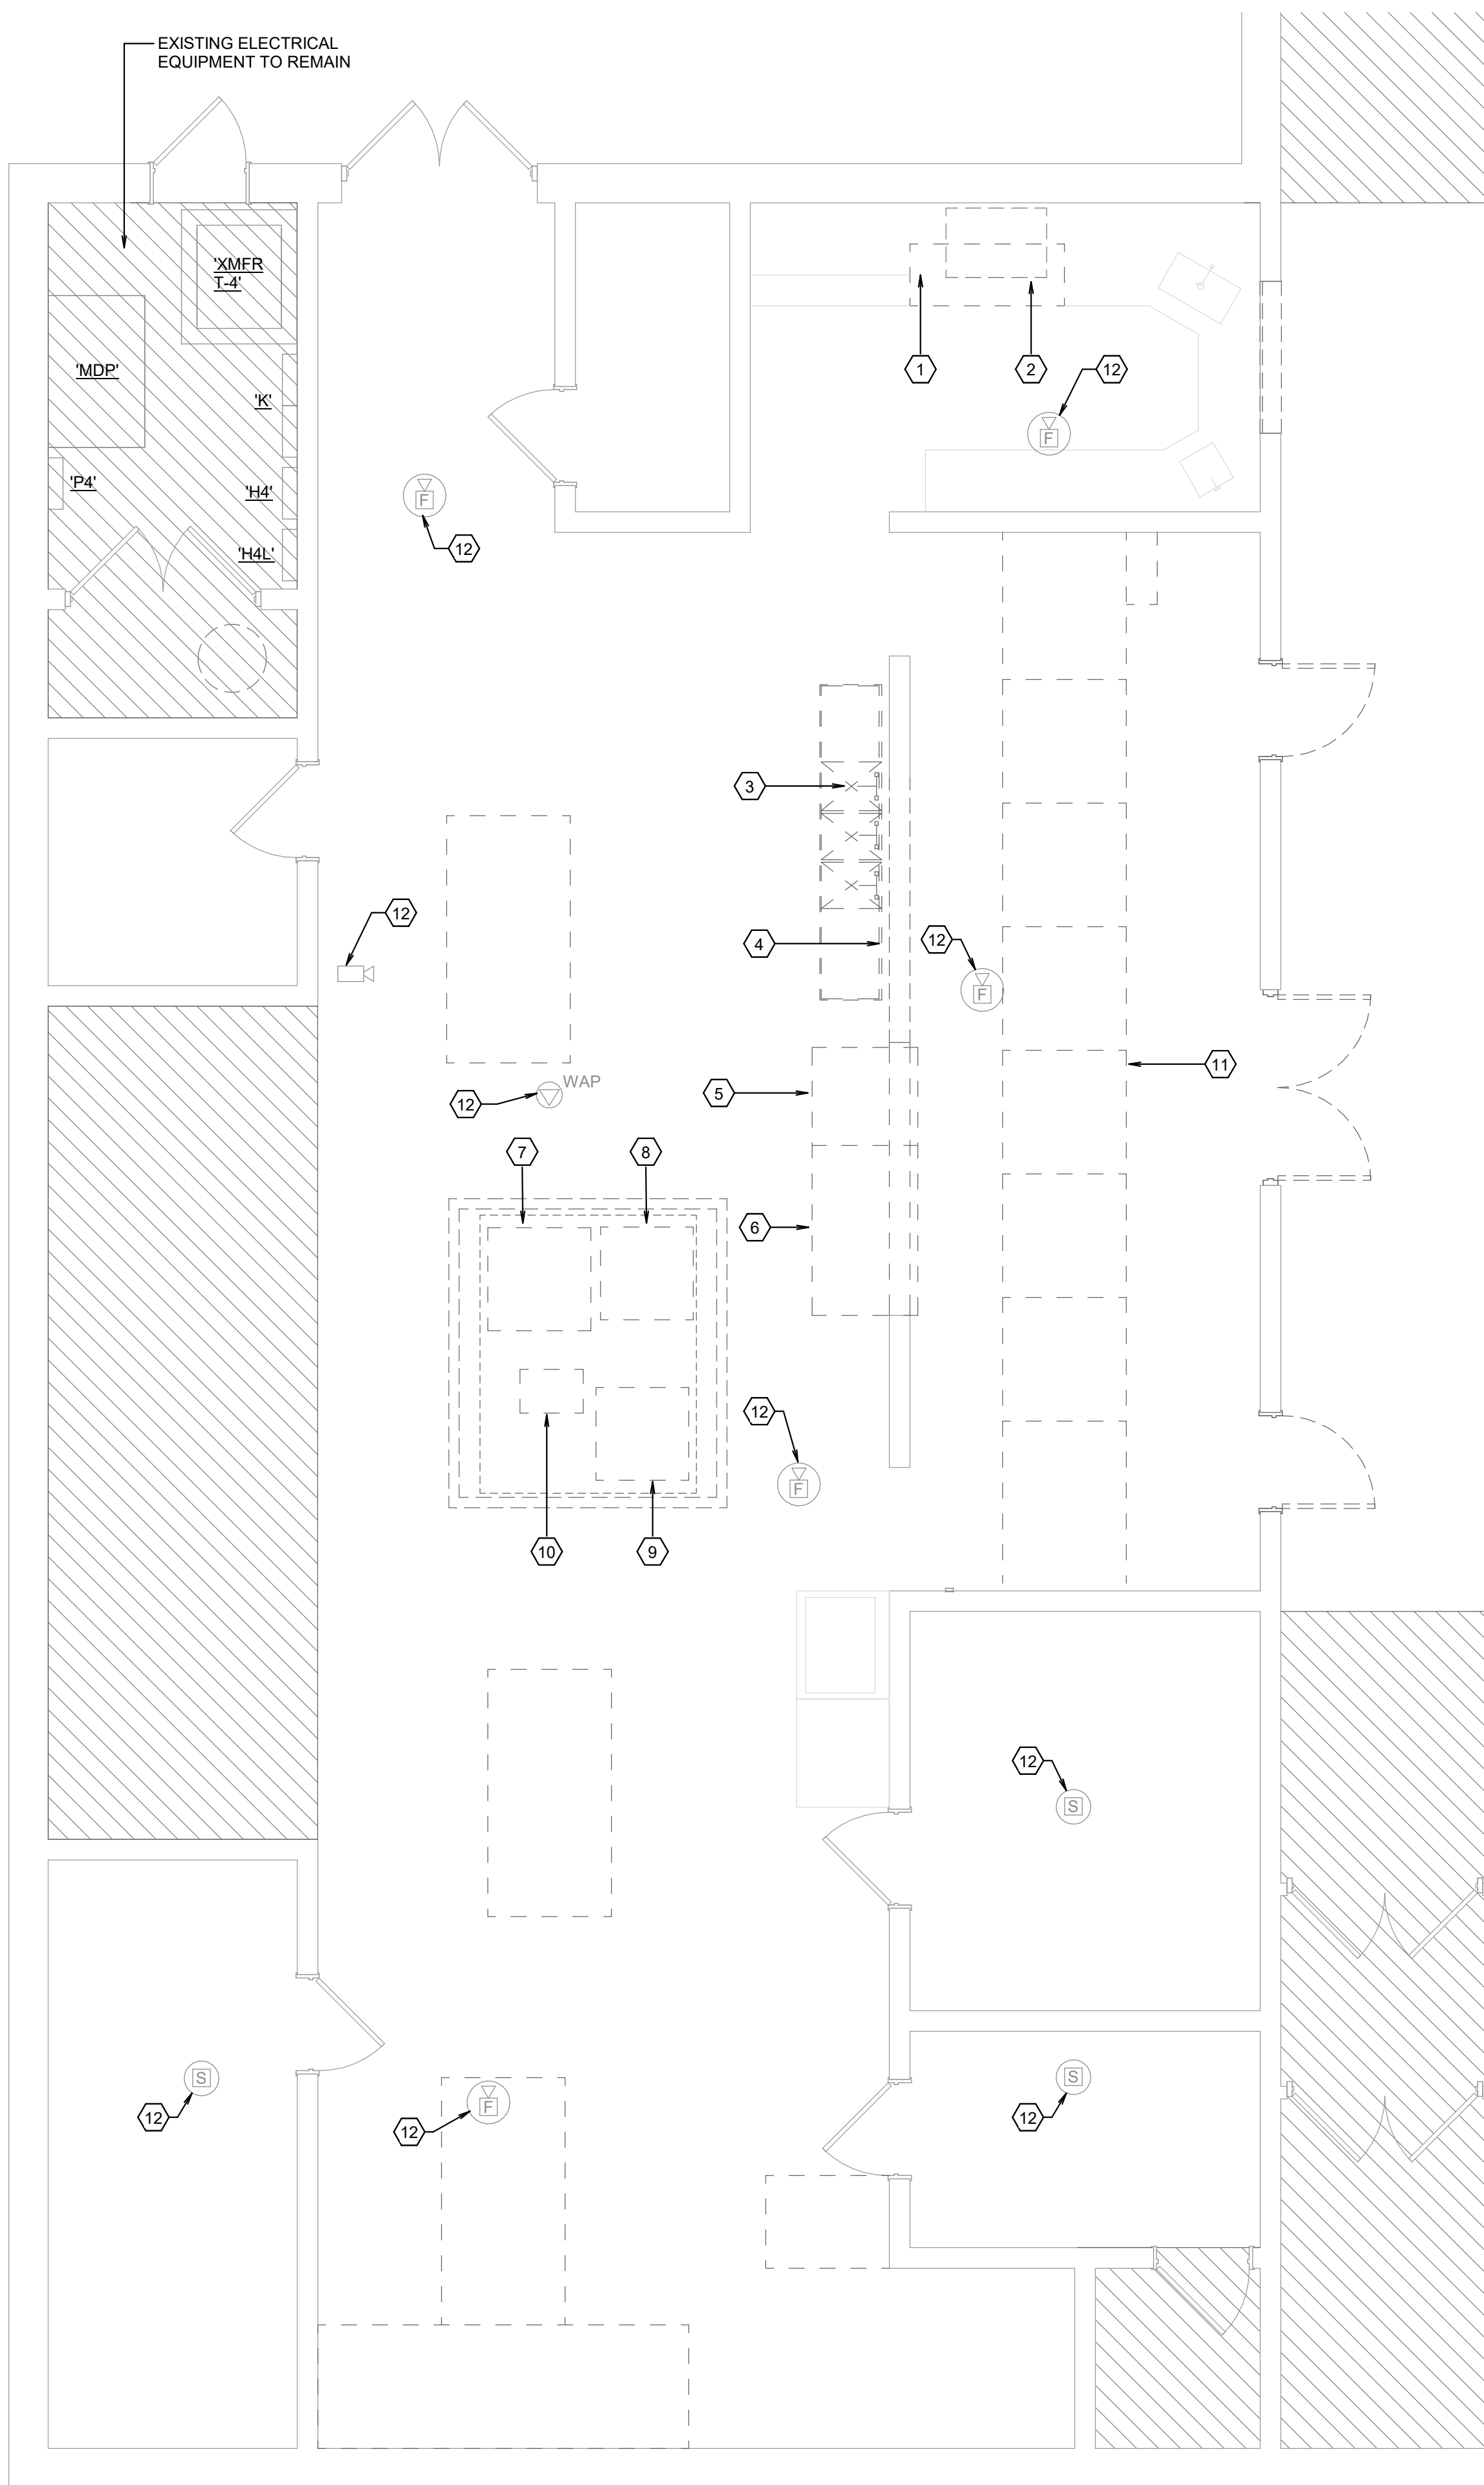 EXISTING ELECTRICAL
EQUIPMENT TO REMAIN
'XMFR
T-4'
'MDP'
'K'
'P4'
'H4'
'H4L'
1
2
12
F
F
12
3
12
4
12
F
11
5
WAP
12
7
8
6
12
F
10
9
12
S
S
12
F
12
S
12